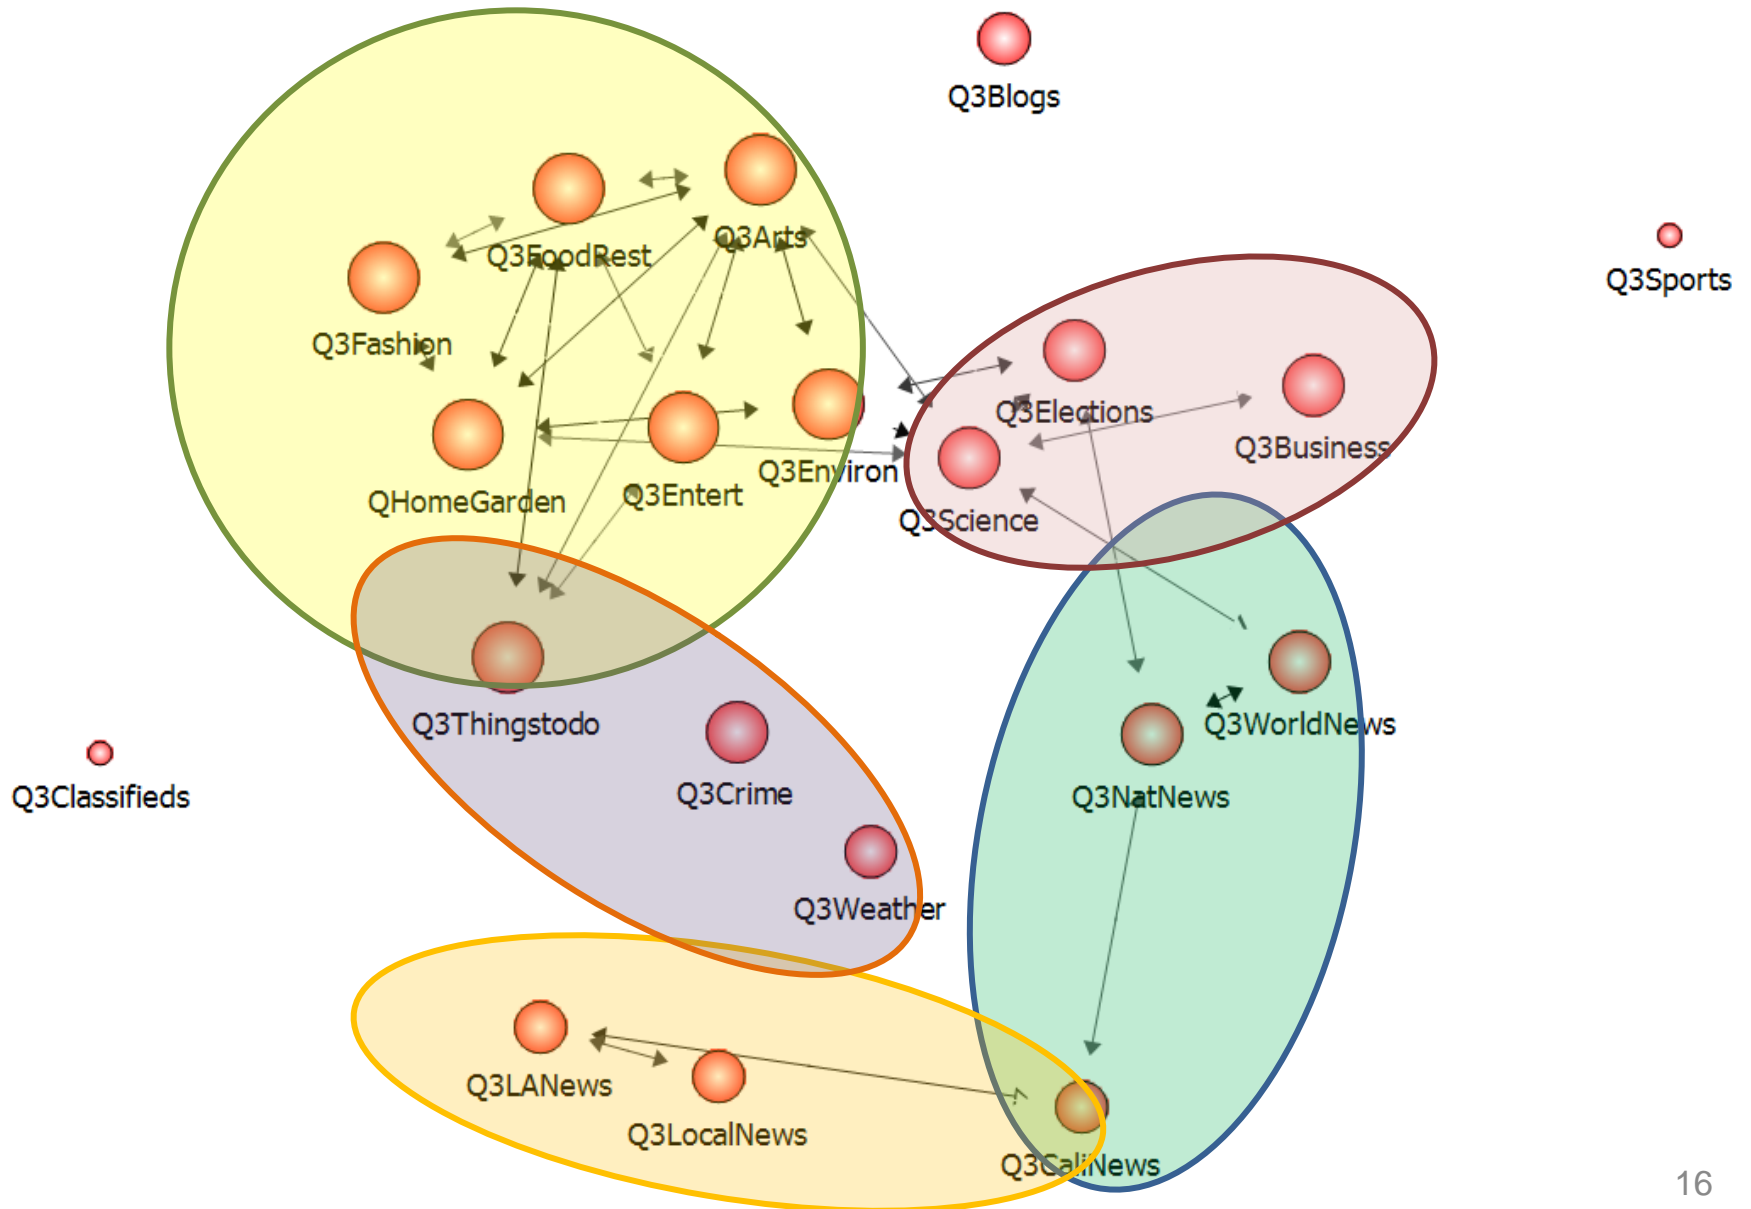 Q3Blogs
Q3Arts
Q3FoodRest
Q3Sports
Q3Fashion
Q3Elections
Q3Business
Q3Environ
QHomeGarden
Q3Entert
Q3Science
Q3Thingstodo
Q3WorldNews
Q3Classifieds
Q3Crime
Q3NatNews
Q3Weather
Q3LANews
Q3LocalNews
Q3CaliNews
16